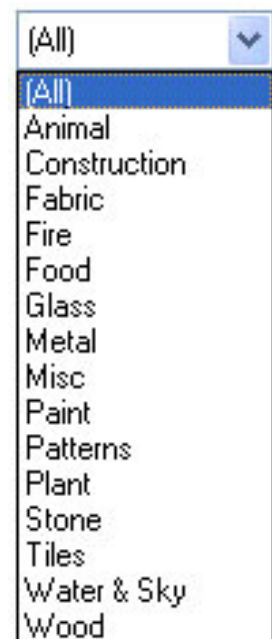 (All)
(All)
Animal
Construction
Fabric
Fire
Food
Glass
Metal
Misc
Paint
Patterns
Plant
Stone
Tiles
Water & Sky
Wood